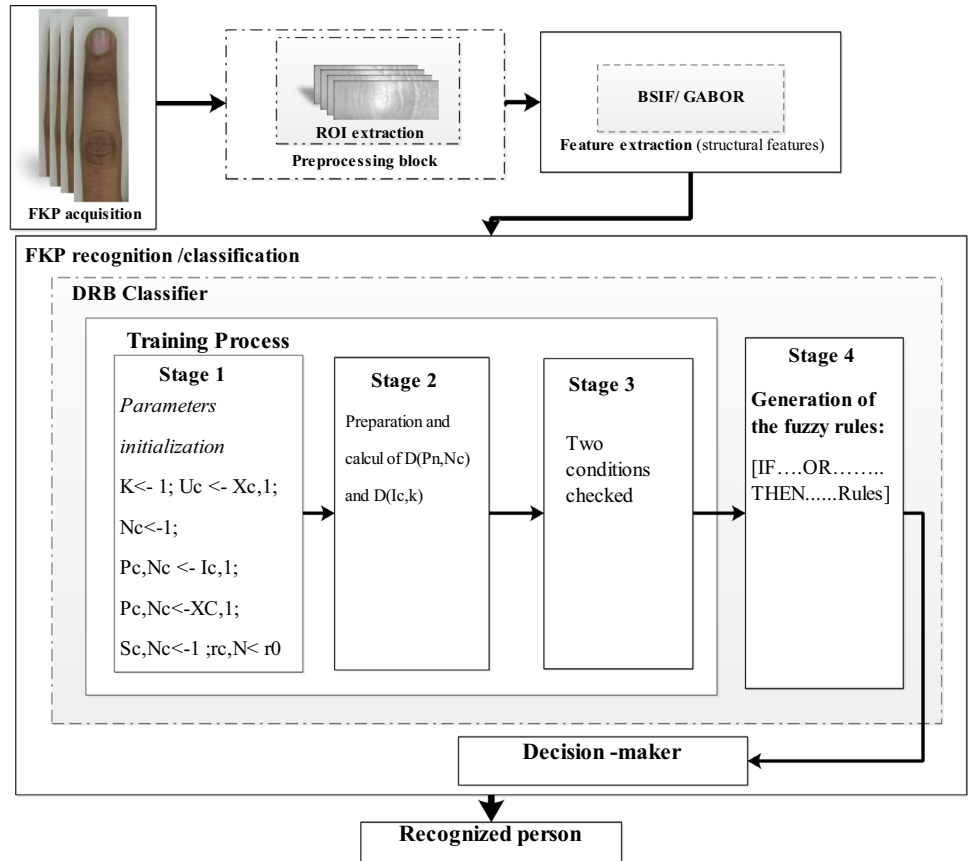 FKP acquisition
ROI extraction
Preprocessing block
BSIF/ GABOR
Feature extraction (structural features)
FKP recognition /classification
DRB Classifier
Training Process
Stage 1
Parameters
initialization
K<- 1; Uc <- Xc,1;
Nc<-1;
Pc,Nc <- Ic,1;
Pc,Nc<-XC,1;
Sc,Nc<-1 ;rc,N< r0
Stage 2
Preparation and
calcul of D(Pn,Nc)
and D(Ic,k)
Stage 3
Two
conditions
checked
Stage 4
Generation of
the fuzzy rules:
[IF….OR……..
THEN......Rules]
Decision -maker
Recognized person